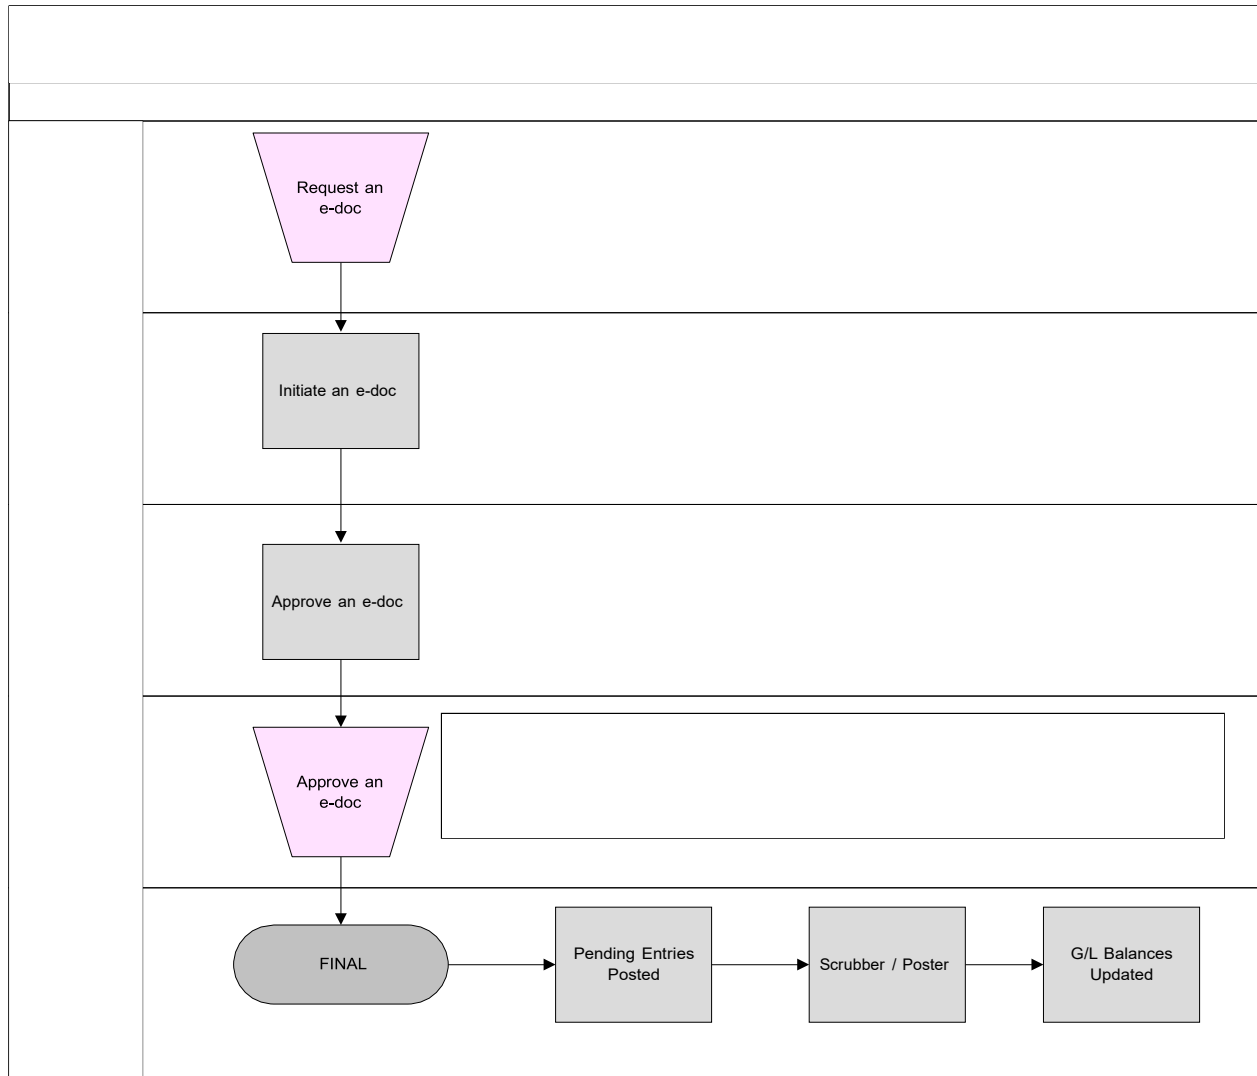 Request an
e-doc
Initiate an e-doc
Approve an e-doc
Approve an
e-doc
FINAL
Pending Entries
Posted
Scrubber / Poster
G/L Balances
Updated